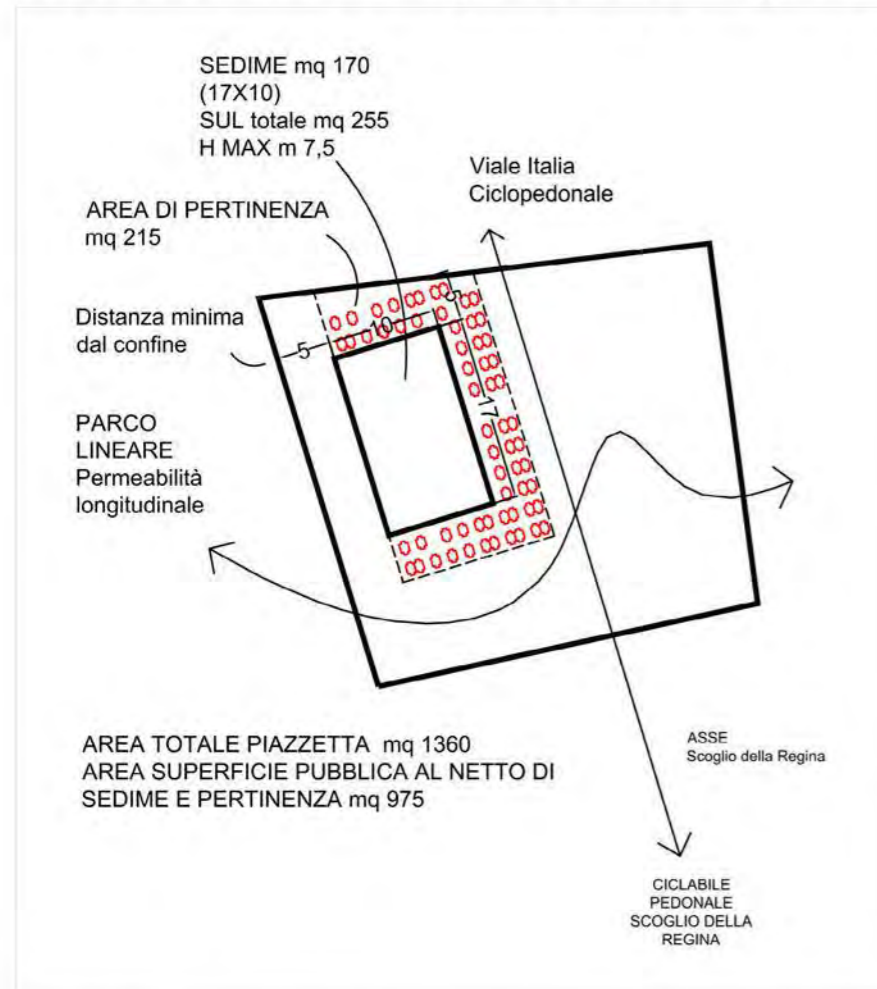 SEDIME mq 170
(17X10)
SUL totale mq 255
H MAX m 7,5
Viale Italia
Ciclopedonale
AREA DI PERTINENZA
mq 215
Distanza minima
dal confine
5
10
5
17
PARCO
LINEARE
Permeabilità
longitudinale
AREA TOTALE PIAZZETTA mq 1360
AREA SUPERFICIE PUBBLICA AL NETTO DI
SEDIME E PERTINENZA mq 975
ASSE
Scoglio della Regina
CICLABILE
PEDONALE
SCOGLIO DELLA
REGINA